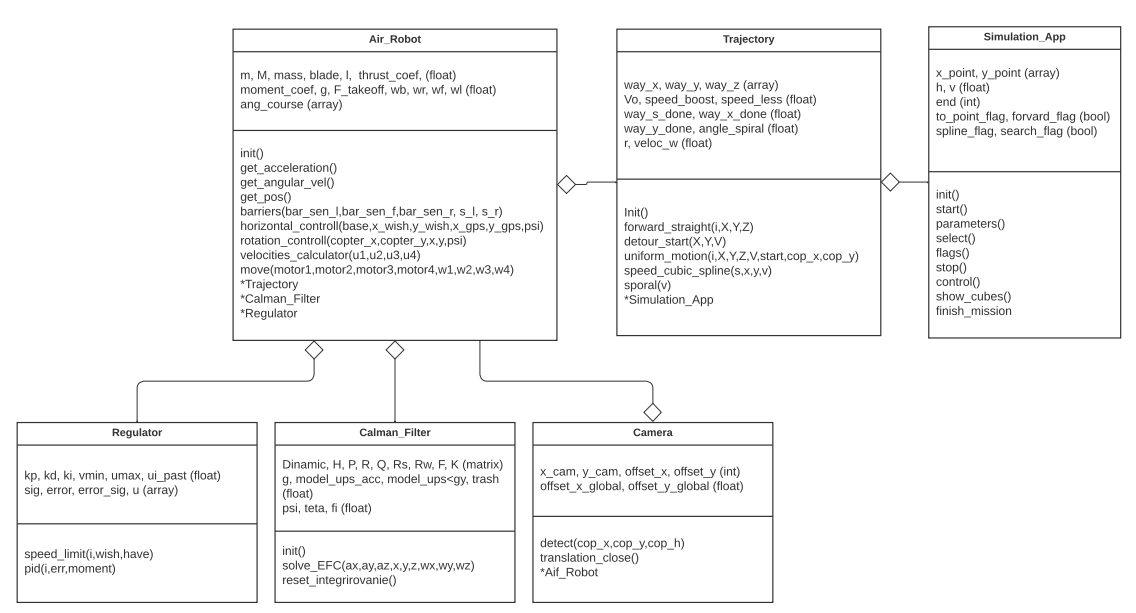 Air_Robot
m, M, mass, blade, l,  thrust_coef, (float)
moment_coef, g, F_takeoff, wb, wr, wf, wl (float)
ang_course (array)
init()
get_acceleration()
get_angular_vel()
get_pos()
barriers(bar_sen_l,bar_sen_f,bar_sen_r, s_l, s_r)
horizontal_controll(base,x_wish,y_wish,x_gps,y_gps,psi)
rotation_controll(copter_x,copter_y,x,y,psi)
velocities_calculator(u1,u2,u3,u4)
move(motor1,motor2,motor3,motor4,w1,w2,w3,w4)
*Trajectory
*Calman_Filter
*Regulator
Trajectory
way_x, way_y, way_z (array)
Vo, speed_boost, speed_less (float)
way_s_done, way_x_done (float)
way_y_done, angle_spiral (float)
r, veloc_w (float)
Init()
forward_straight(i,X,Y,Z)
detour_start(X,Y,V)
uniform_motion(i,X,Y,Z,V,start,cop_x,cop_y)
speed_cubic_spline(s,x,y,v)
sporal(v)
*Simulation_App
Simulation_App
x_point, y_point (array)
h, v (float)
end (int)
to_point_flag, forvard_flag (bool)
spline_flag, search_flag (bool)
init()
start()
parameters()
select()
flags()
stop()
control()
show_cubes()
finish_mission
Regulator
kp, kd, ki, vmin, umax, ui_past (float)
sig, error, error_sig, u (array)
speed_limit(i,wish,have)
pid(i,err,moment)
Calman_Filter
Dinamic, H, P, R, Q, Rs, Rw, F, K (matrix)
g, model_ups_acc, model_ups<gy, trash
(float)
psi, teta, fi (float)
init()
solve_EFC(ax,ay,az,x,y,z,wx,wy,wz)
reset_integrirovanie()
Camera
x_cam, y_cam, offset_x, offset_y (int)
offset_x_global, offset_y_global (float)
detect(cop_x,cop_y,cop_h)
translation_close()
*Aif_Robot